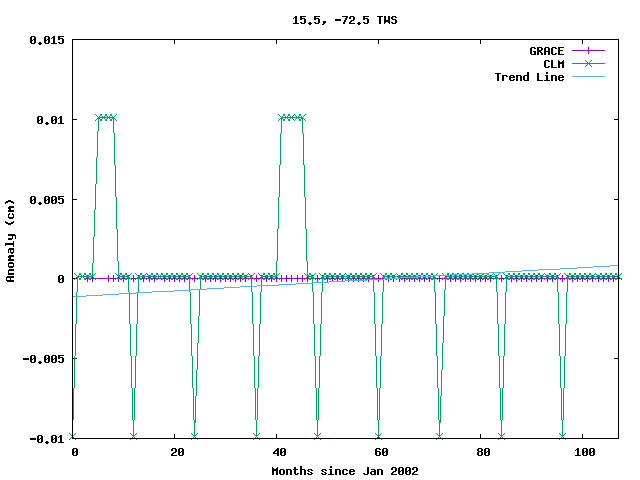 15.5, -72.5 TWS
0.015
0.01
0.005
0
-0.005
-0.01
Anomaly (cm)
GRACE
CLM
Trend Line
0 20 40 60 80 100
Months since Jan 2002